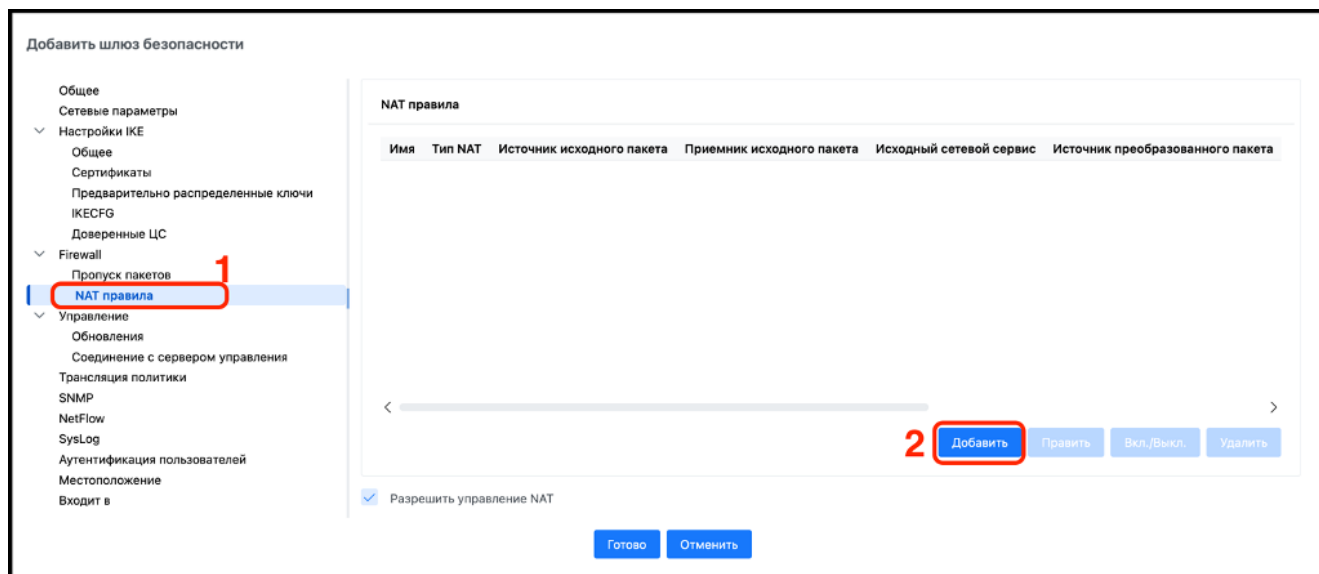 Добавить шлюз безопасности
Общее
Сетевые параметры
Настройки IKE
Общее
Сертификаты
Предварительно распределенные ключи
IKECFG
Доверенные ЦС
Firewall
Пропуск пакетов
1
NAT правила
Управление
Обновления
Соединение с сервером управления
Трансляция политики
SNMP
NetFlow
SysLog
Аутентификация пользователей
Местоположение
Входит в
NAT правила
Имя Тип NAT Источник исходного пакета Приемник исходного пакета Исходный сетевой сервис Источник преобразованного пакета
2 Добавить Править Вкл./Выкл. Удалить
Разрешить управление NAT
Готово Отменить